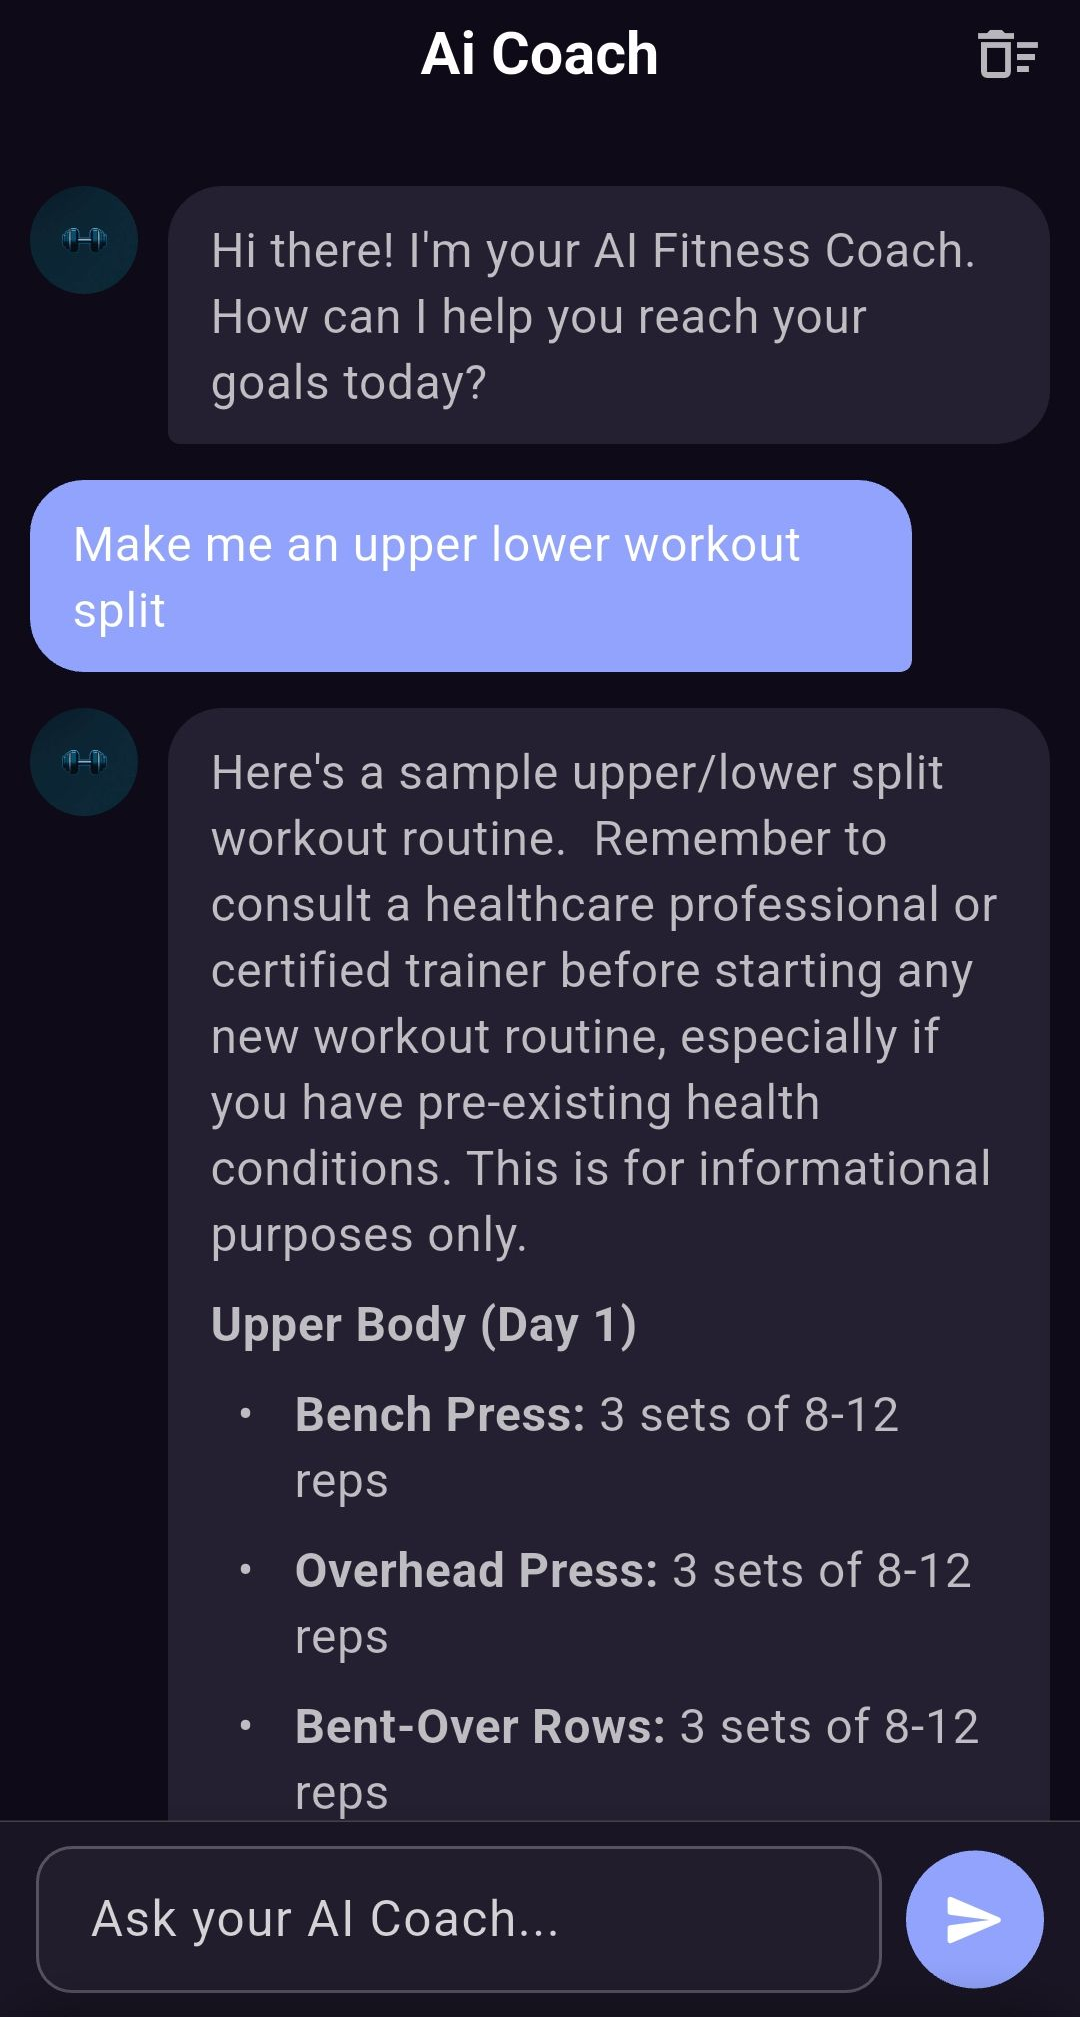 Ai Coach
Hi there! I'm your AI Fitness Coach.
How can I help you reach your
goals today?
Make me an upper lower workout
split
Here's a sample upper/lower split
workout routine.  Remember to
consult a healthcare professional or
certified trainer before starting any
new workout routine, especially if
you have pre-existing health
conditions. This is for informational
purposes only.
Upper Body (Day 1)
• Bench Press: 3 sets of 8-12
reps
• Overhead Press: 3 sets of 8-12
reps
• Bent-Over Rows: 3 sets of 8-12
reps
Ask your AI Coach...